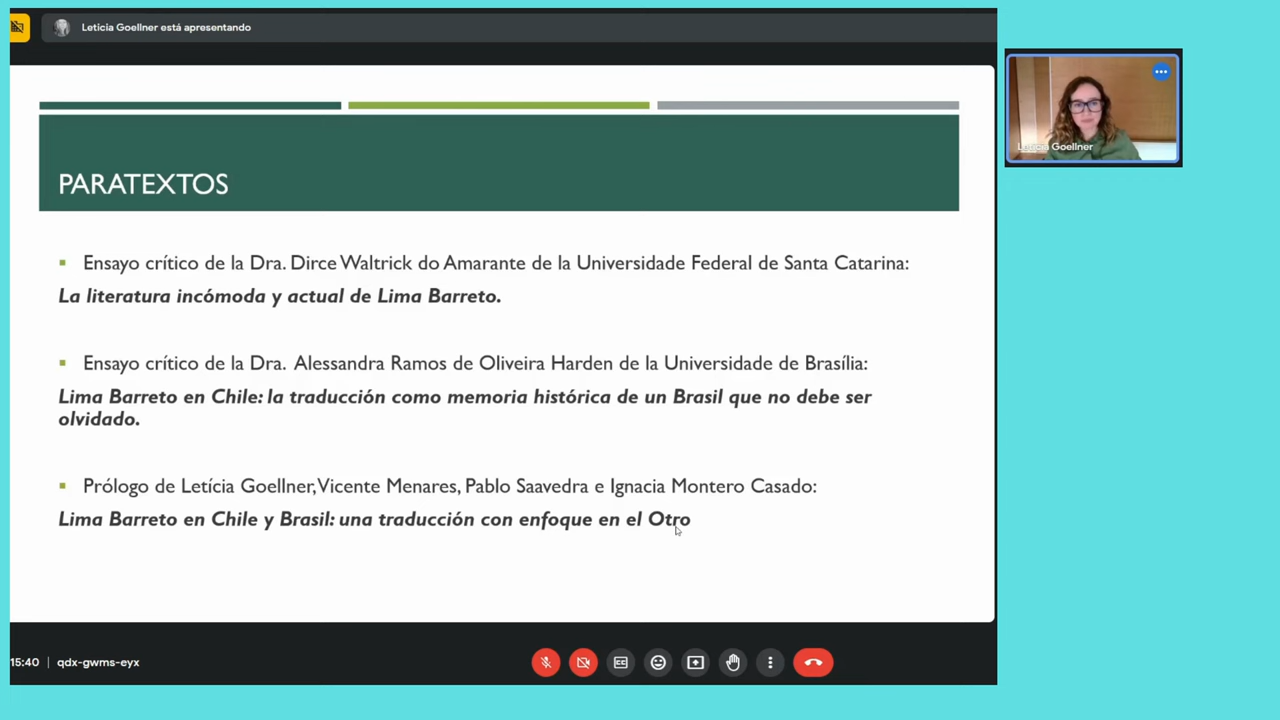 Letícia Goellner está apresentando
PARATEXTOS
Ensayo crítico de la Dra. Dirce Waltrick do Amarante de la Universidade Federal de Santa Catarina:
La literatura incómoda y actual de Lima Barreto.
Ensayo crítico de la Dra. Alessandra Ramos de Oliveira Harden de la Universidade de Brasília:
Lima Barreto en Chile: la traducción como memoria histórica de un Brasil que no debe ser
olvidado.
Prólogo de Letícia Goellner, Vicente Menares, Pablo Saavedra e Ignacia Montero Casado:
Lima Barreto en Chile y Brasil: una traducción con enfoque en el Otro
Letícia Goellner
15:40 | qdx-gwms-eyx